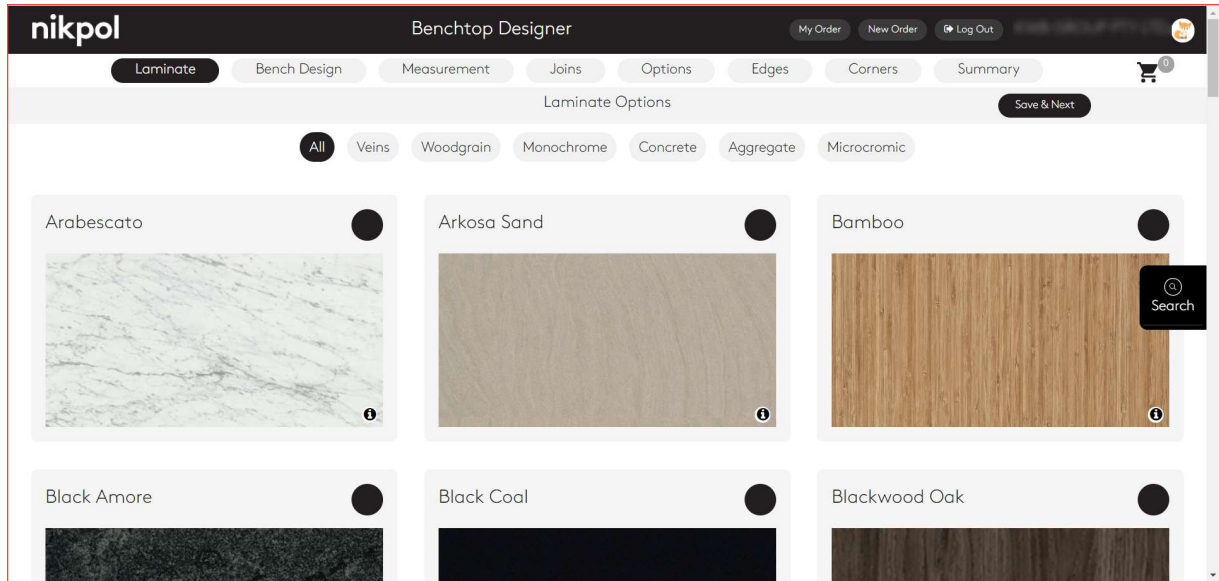 nikpol Benchtop Designer My Order New Order Log Out
Laminate Bench Design Measurement Joins Options Edges Corners Summary 0
Laminate Options Save & Next
All Veins Woodgrain Monochrome Concrete Aggregate Microcromic
Arabescato Arkosa Sand Bamboo
Search
Black Amore Black Coal Blackwood Oak